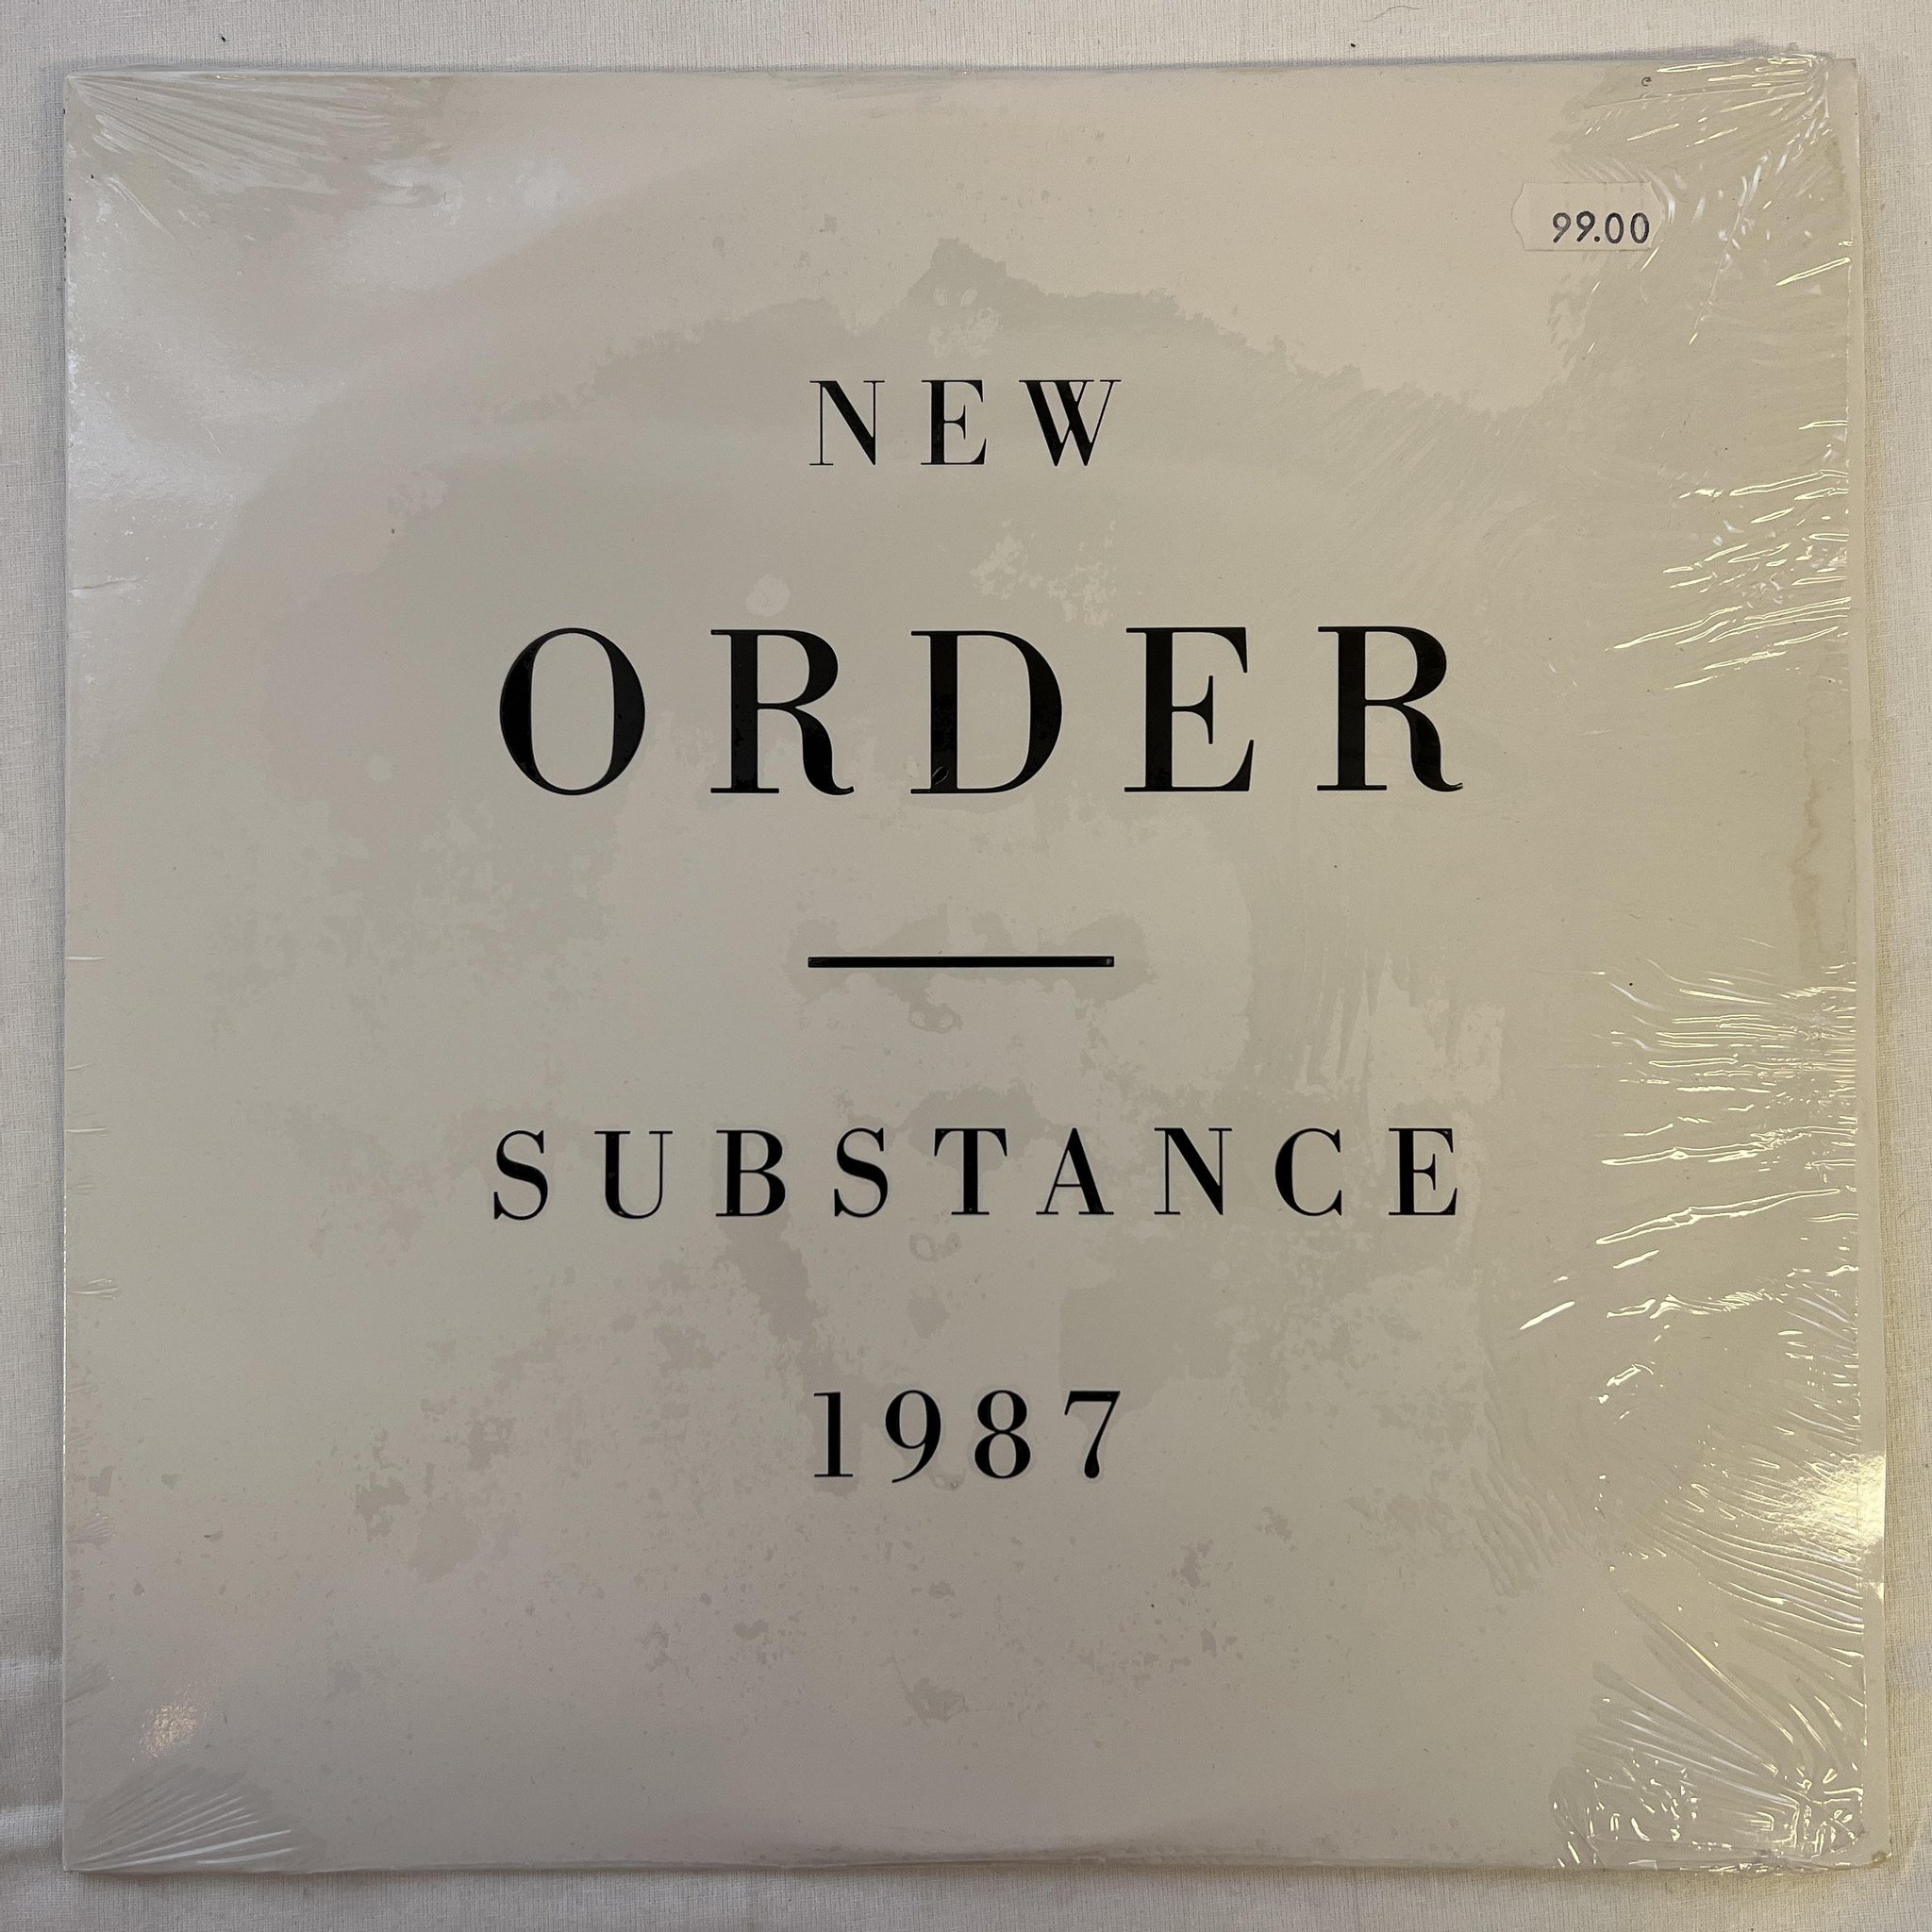 99.00
NEW
ORDER
SUBSTANCE
1987